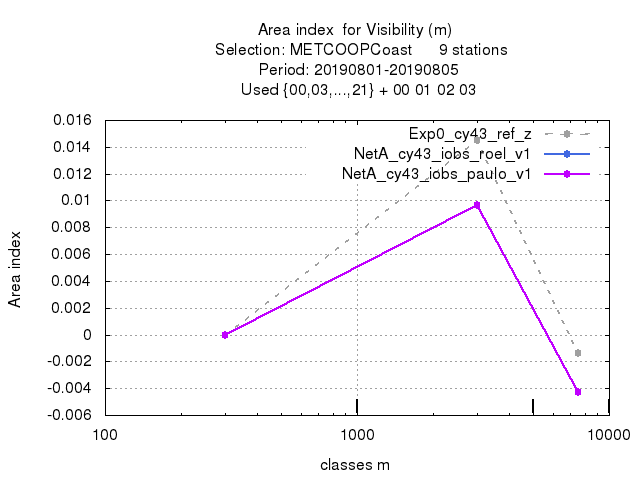 Area index for Visibility (m)
Selection: METCOOPCoast 9 stations
Period: 20190801-20190805
Used {00,03,...,21} + 00 01 02 03
Exp0_cy43_ref_z
NetA_cy43_iobs_roel_v1
NetA_cy43_iobs_paulo_v1
0.016
0.014
0.012
0.01
0.008
0.006
0.004
0.002
0
-0.002
-0.004
-0.006
Area index
100
1000
10000
classes m